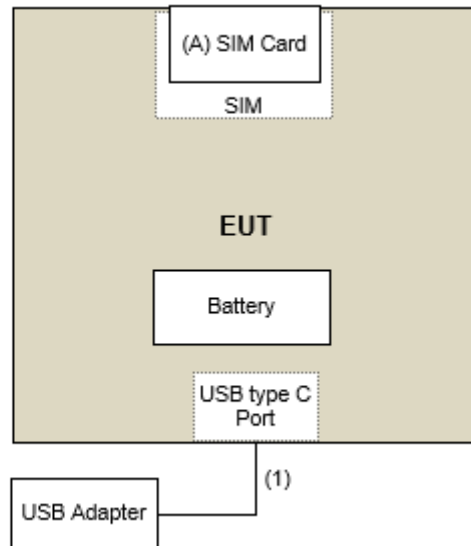 (A) SIM Card
SIM
EUT
Battery
USB type C
Port
(1)
USB Adapter